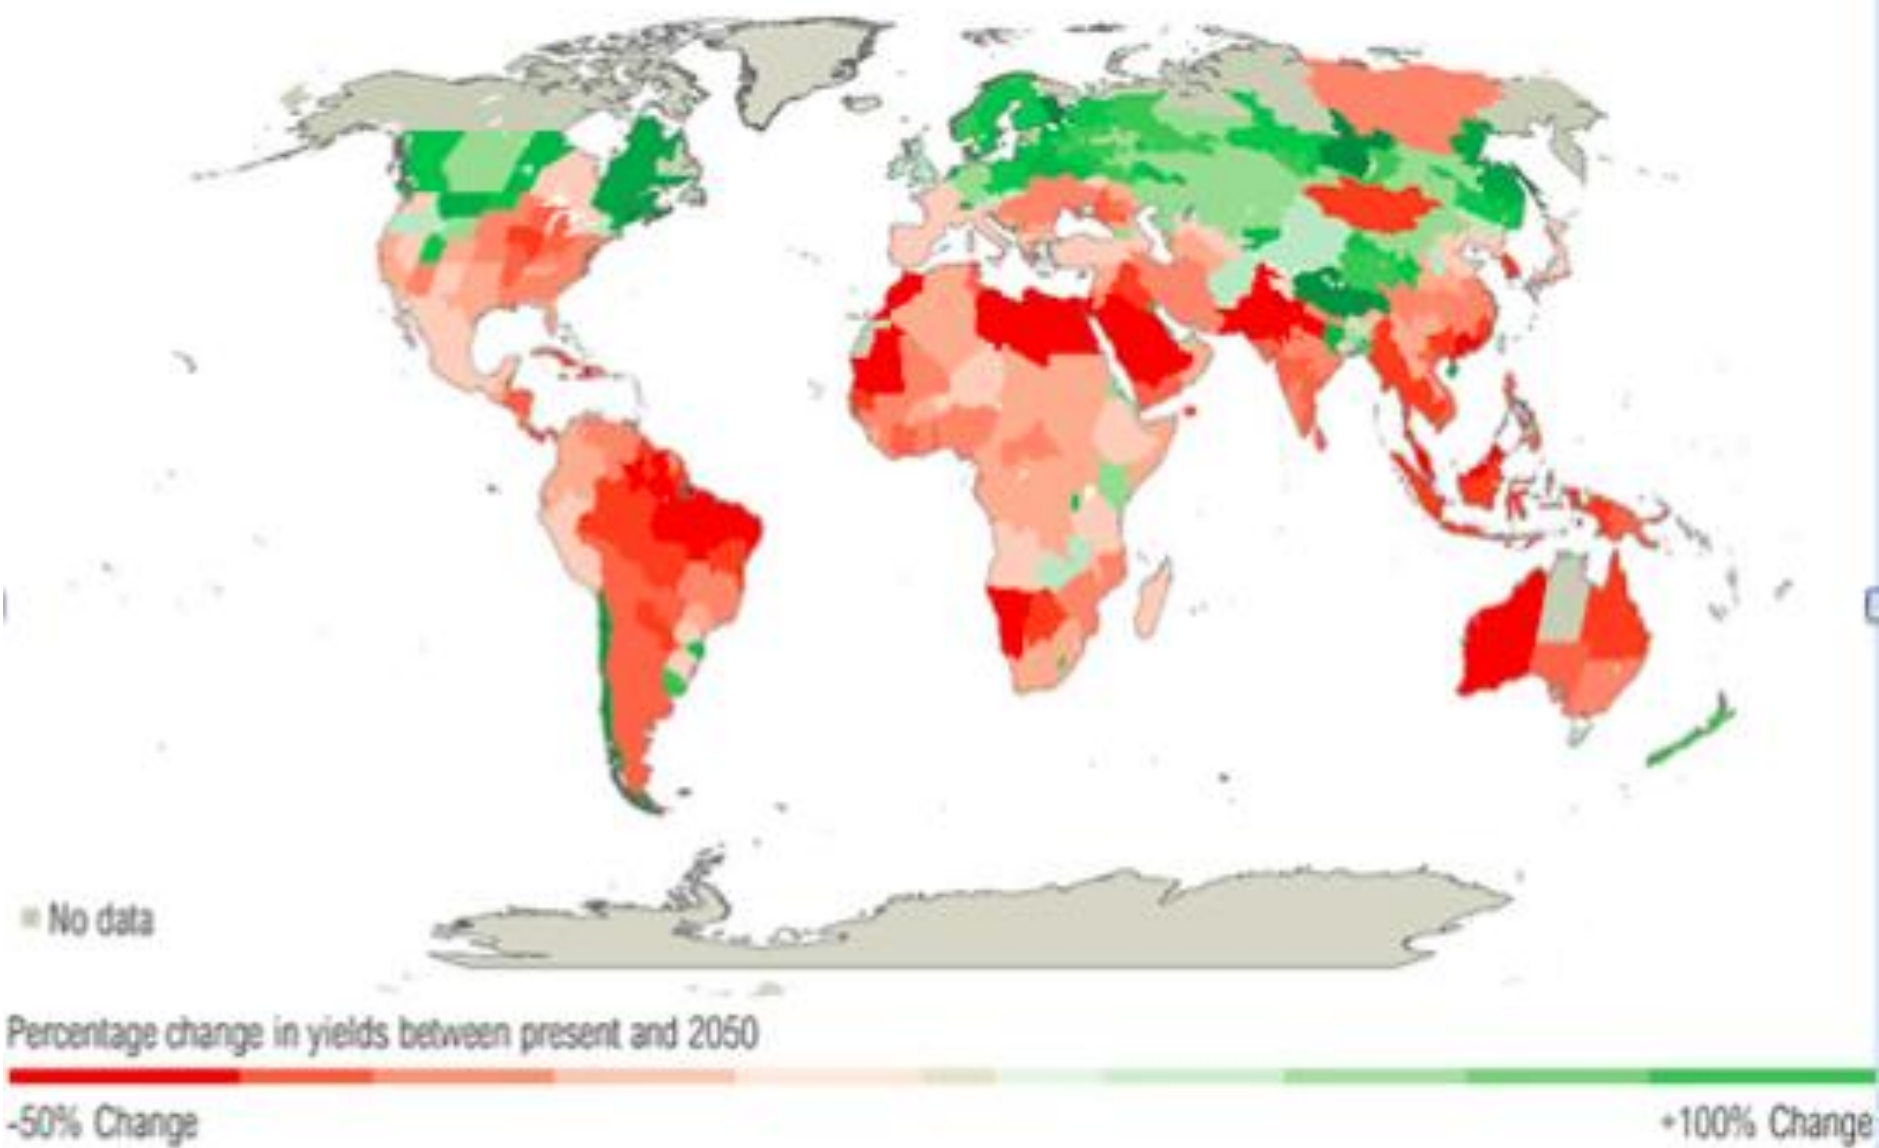 No data
Percentage change in yields between present and 2050
-50% Change
+100% Change